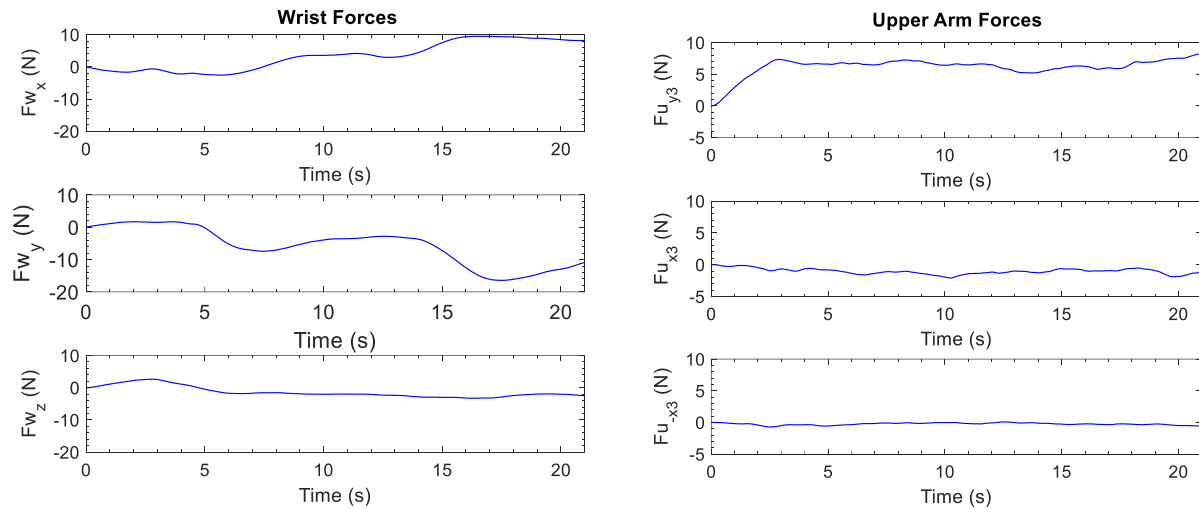 Wrist Forces
10
0
-10
-20
Fw_x (N)
0 5 10 15 20
Time (s)
10
0
-10
-20
Fw_y (N)
0 5 10 15 20
Time (s)
10
0
-10
-20
Fw_z (N)
0 5 10 15 20
Time (s)
Upper Arm Forces
10
5
0
-5
Fu_y3 (N)
0 5 10 15 20
Time (s)
10
5
0
-5
Fu_x3 (N)
0 5 10 15 20
Time (s)
10
5
0
-5
Fu_-x3 (N)
0 5 10 15 20
Time (s)